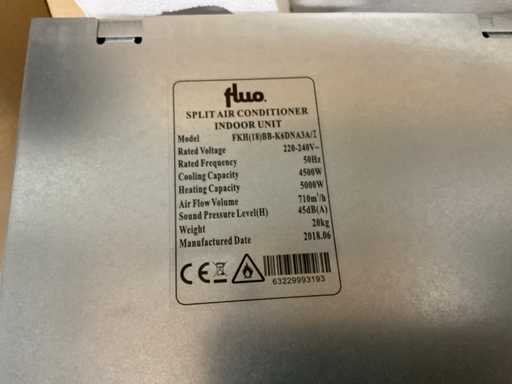 fluo.
SPLIT AIR CONDITIONER
INDOOR UNIT
Model FKH(18)BB-K6DNA3A/I
Rated Voltage 220-240V~
Rated Frequency 50Hz
Cooling Capacity 4500W
Heating Capacity 5000W
Air Flow Volume 710m³/h
Sound Pressure Level(H) 45dB(A)
Weight 20kg
Manufactured Date 2018.06
CE
63229993193